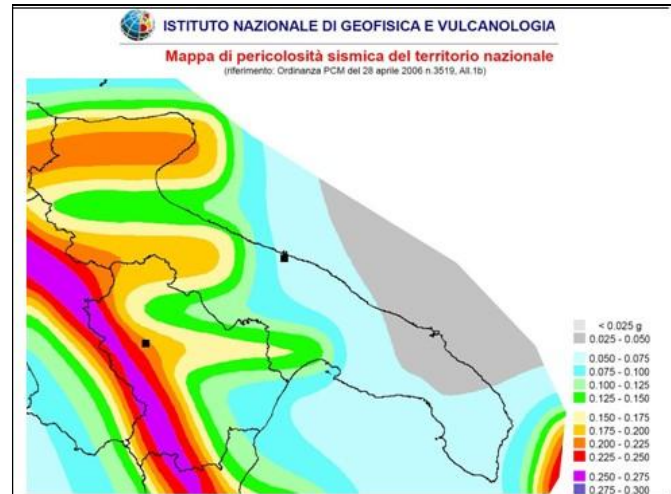 ISTITUTO NAZIONALE DI GEOFISICA E VULCANOLOGIA
Mappa di pericolosità sismica del territorio nazionale
(riferimento: Ordinanza PCM del 28 aprile 2006 n.3519, All.1b)
< 0.025 g
0.025 - 0.050
0.050 - 0.075
0.075 - 0.100
0.100 - 0.125
0.125 - 0.150
0.150 - 0.175
0.175 - 0.200
0.200 - 0.225
0.225 - 0.250
0.250 - 0.275
0.275 - 0.300